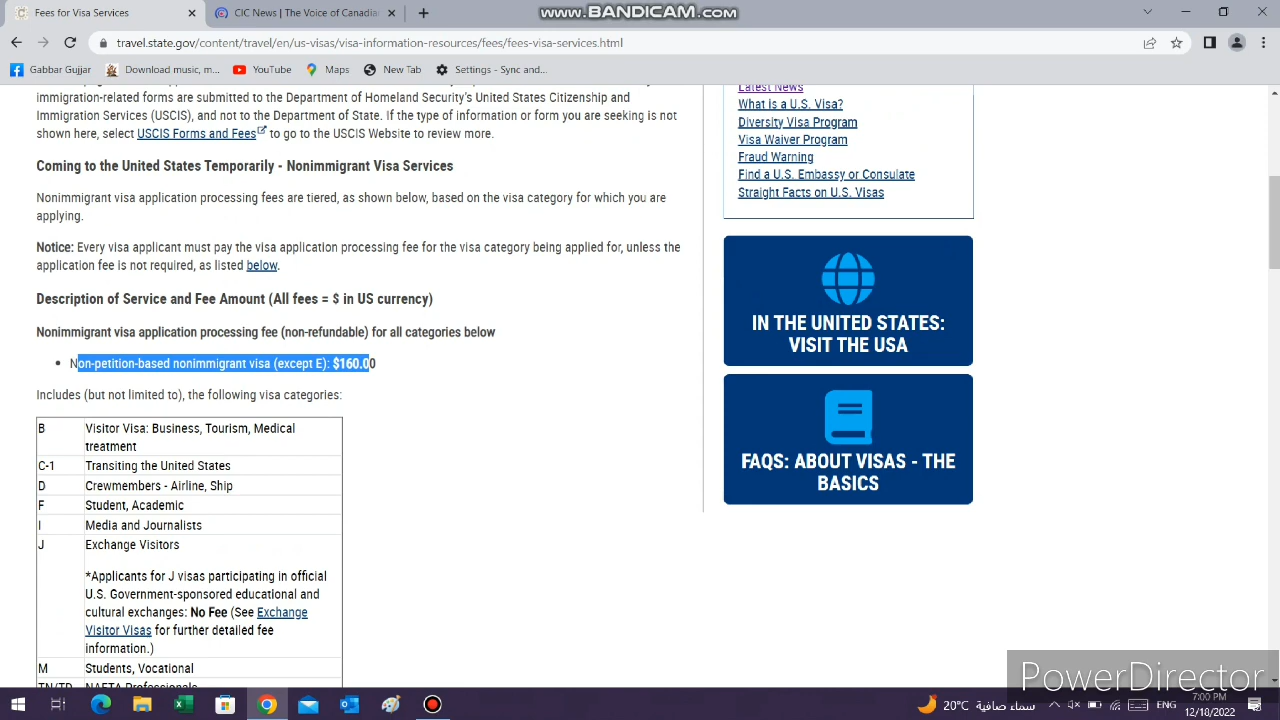 Fees for Visa Services
CIC News | The Voice of Canadian
www.BANDICAM.com
travel.state.gov/content/travel/en/us-visas/visa-information-resources/fees/fees-visa-services.html
Gabbar Gujjar
Download music, m...
YouTube
Maps
New Tab
Settings - Sync and...
immigration-related forms are submitted to the Department of Homeland Security's United States Citizenship and
Immigration Services (USCIS), and not to the Department of State. If the type of information or form you are seeking is not
shown here, select USCIS Forms and Fees to go to the USCIS Website to review more.
Coming to the United States Temporarily - Nonimmigrant Visa Services
Nonimmigrant visa application processing fees are tiered, as shown below, based on the visa category for which you are
applying.
Notice: Every visa applicant must pay the visa application processing fee for the visa category being applied for, unless the
application fee is not required, as listed below.
Description of Service and Fee Amount (All fees = $ in US currency)
Nonimmigrant visa application processing fee (non-refundable) for all categories below
• Non-petition-based nonimmigrant visa (except E): $160.00
Includes (but not limited to), the following visa categories:
B Visitor Visa: Business, Tourism, Medical
treatment
C-1 Transiting the United States
D Crewmembers - Airline, Ship
F Student, Academic
I Media and Journalists
J Exchange Visitors
*Applicants for J visas participating in official
U.S. Government-sponsored educational and
cultural exchanges: No Fee (See Exchange
Visitor Visas for further detailed fee
information.)
M Students, Vocational
TN/TD NAFTA Professionals
Latest News
What is a U.S. Visa?
Diversity Visa Program
Visa Waiver Program
Fraud Warning
Find a U.S. Embassy or Consulate
Straight Facts on U.S. Visas
IN THE UNITED STATES:
VISIT THE USA
FAQS: ABOUT VISAS - THE
BASICS
PowerDirector
20°C سماء صافية
ENG
7:00 PM
12/18/2022